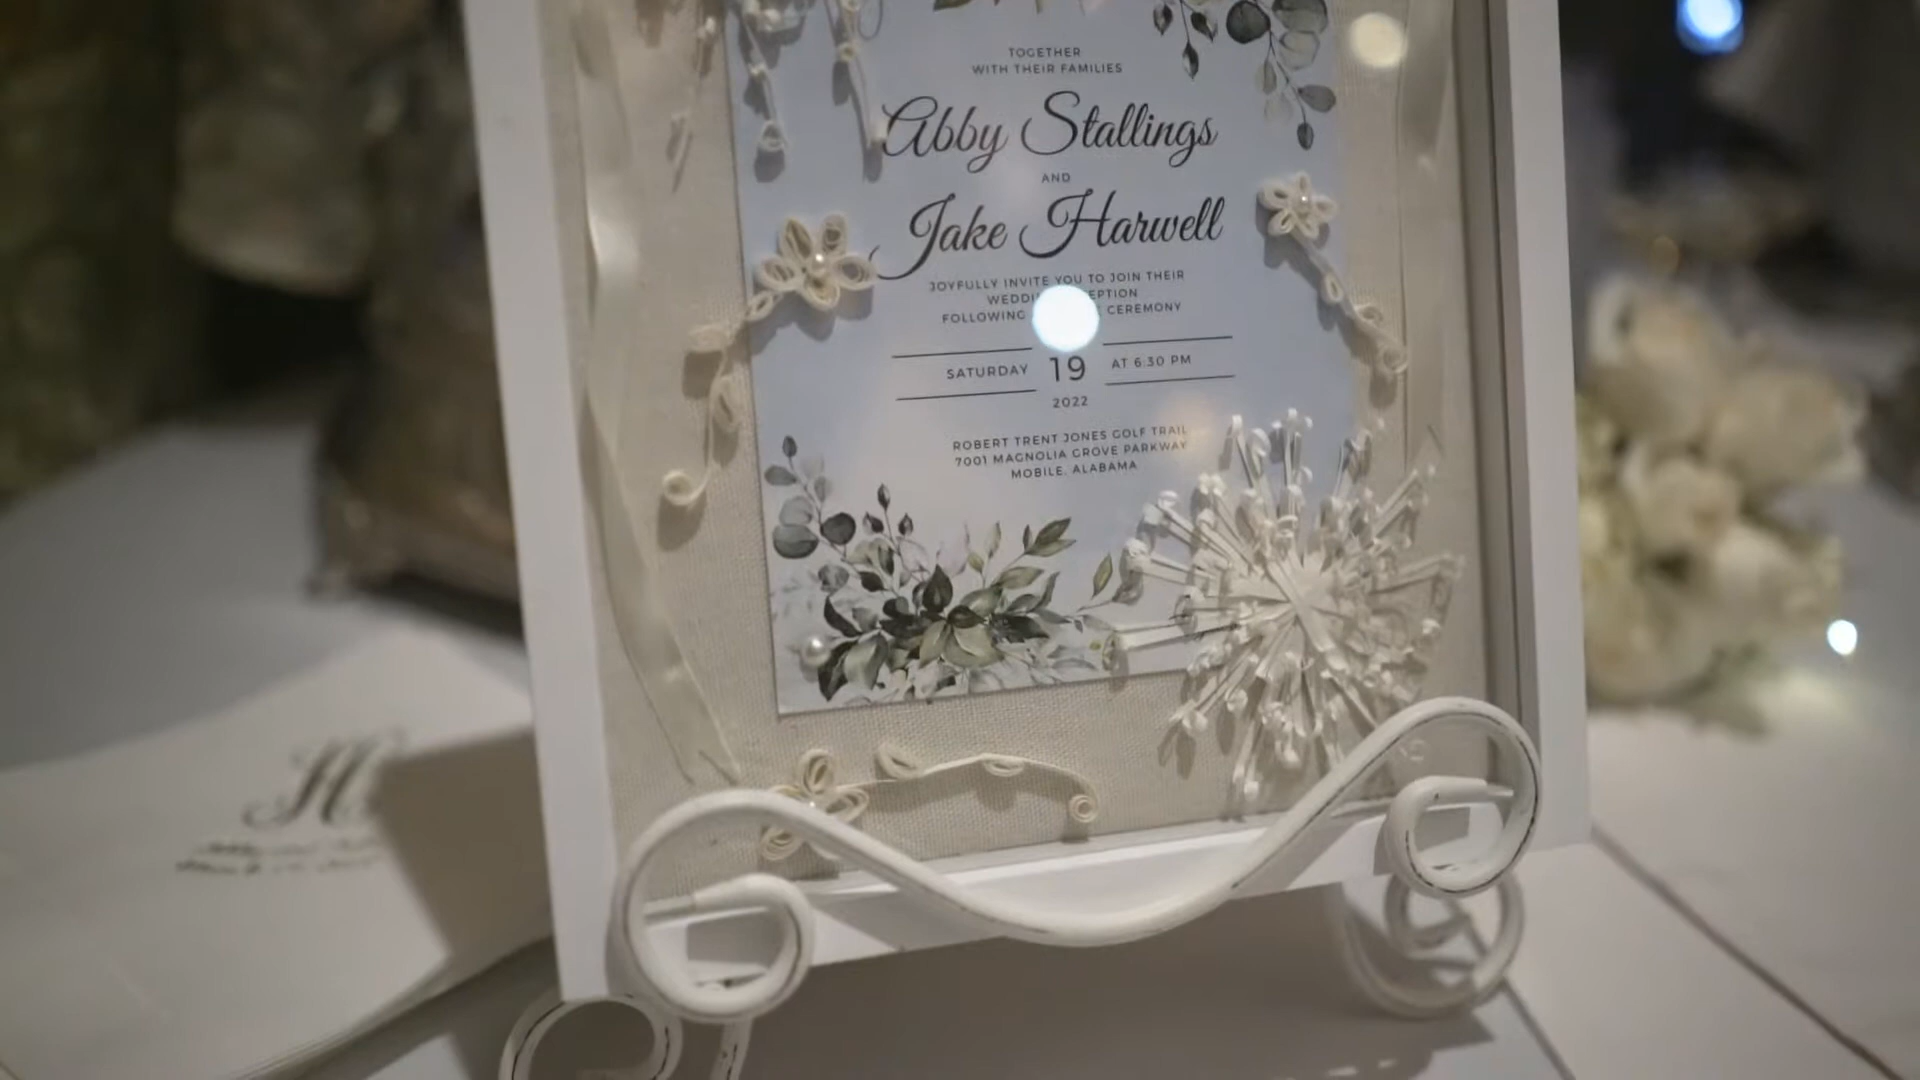 TOGETHER
WITH THEIR FAMILIES
Abby Stallings
AND
Jake Harwell
JOYFULLY INVITE YOU TO JOIN THEIR
FOLLOWING CEREMONY
SATURDAY 19 AT 6:30 PM
2022
ROBERT TRENT JONES GOLF TRAIL
7001 MAGNOLIA GROVE PARKWAY
MOBILE, ALABAMA
H